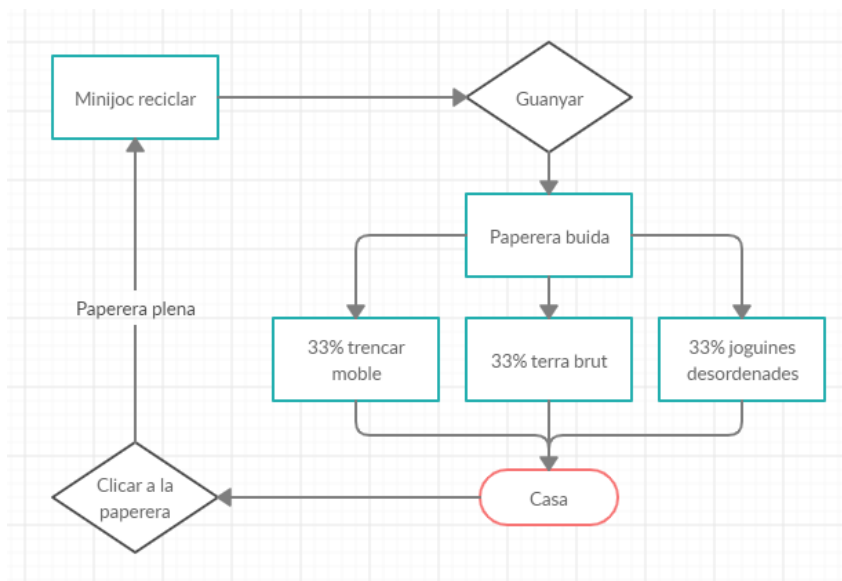 Minijoc reciclar
Guanyar
Paperera buida
Paperera plena
33% trencar
moble
33% terra brut
33% joguines
desordenades
Clicar a la
paperera
Casa